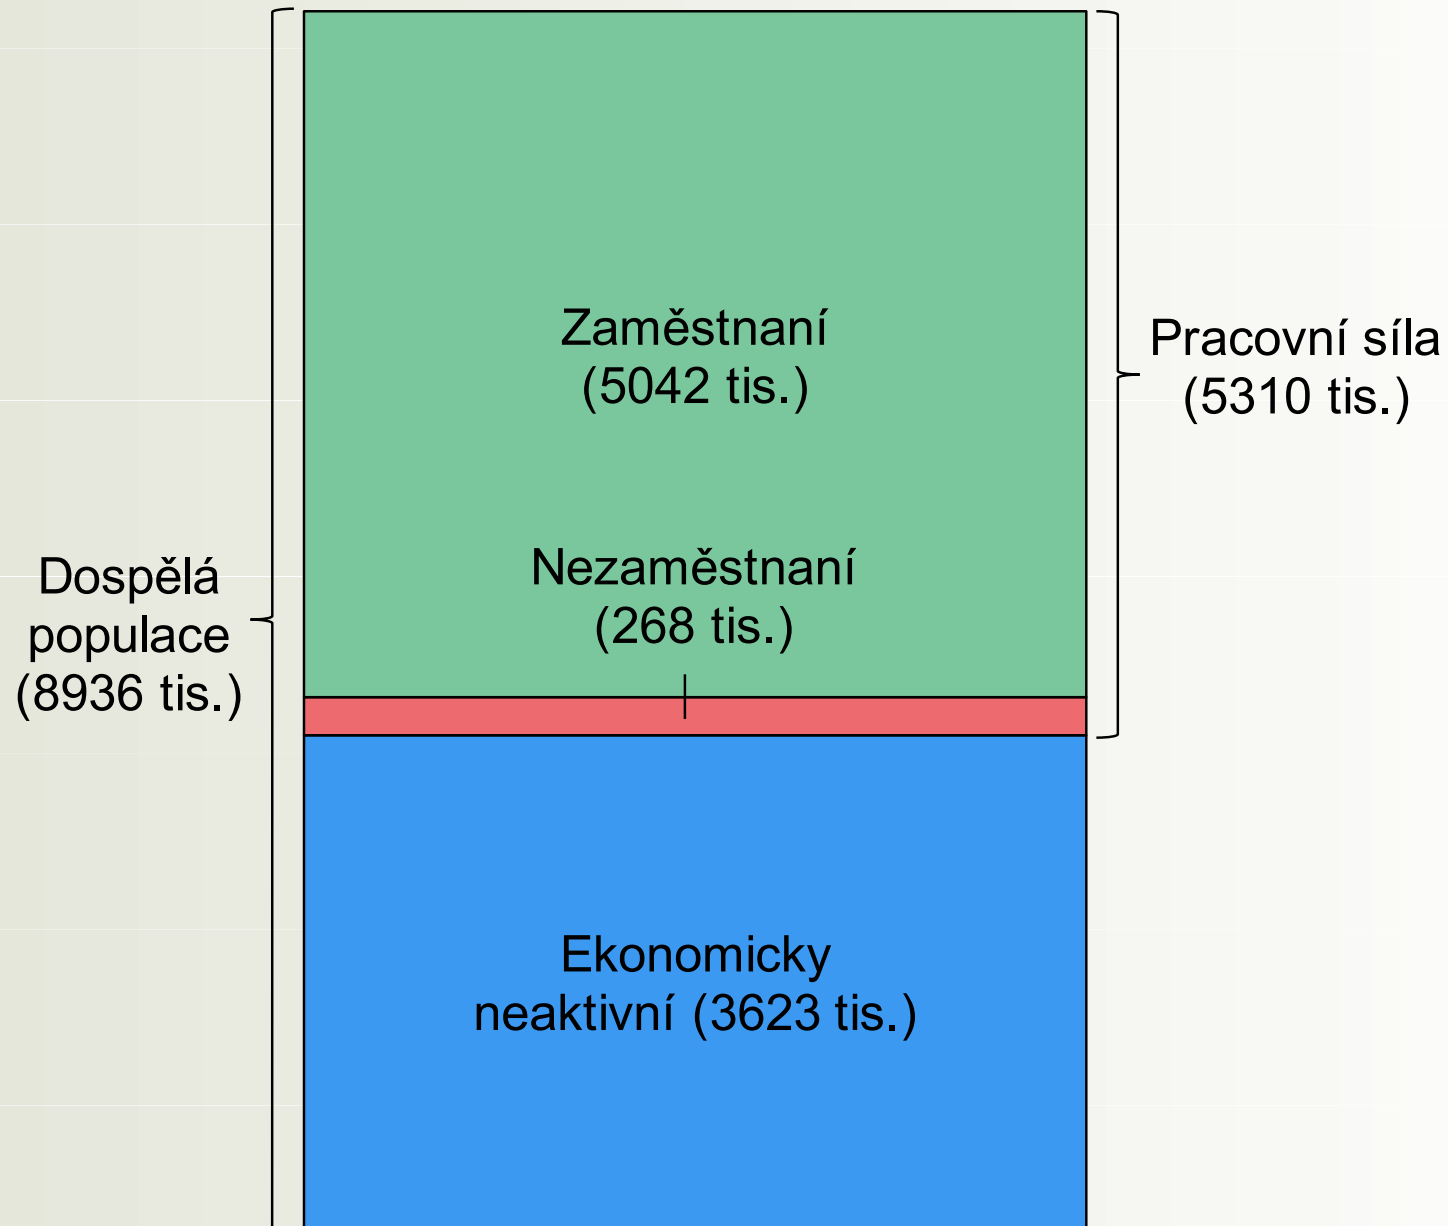 Zaměstnaní
(5042 tis.)
Pracovní síla
(5310 tis.)
Nezaměstnaní
(268 tis.)
Dospělá
populace
(8936 tis.)
Ekonomicky
neaktivní (3623 tis.)